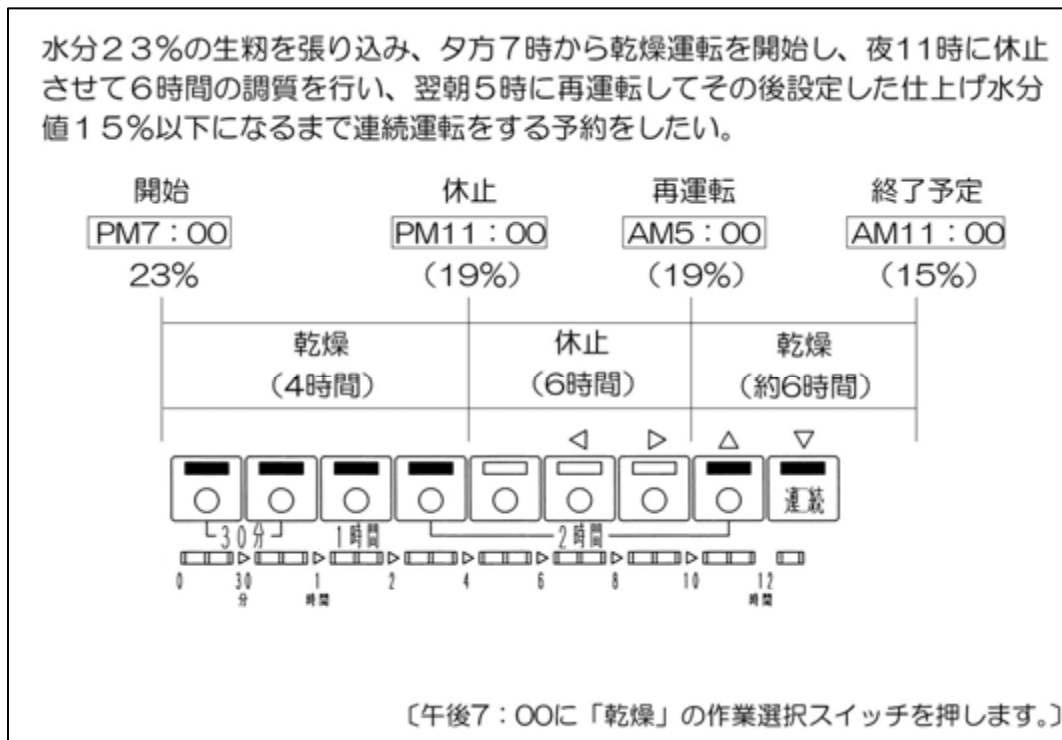 水分２３％の生籾を張り込み、夕方７時から乾燥運転を開始し、夜１１時に休止
させて６時間の調質を行い、翌朝５時に再運転してその後設定した仕上げ水分
値１５％以下になるまで連続運転をする予約をしたい。
開始 休止 再運転 終了予定
PM7：00 PM11：00 AM5：00 AM11：00
23% （19%） （19%） （15%）
乾燥 休止 乾燥
（4時間） （6時間） （約6時間）
◁ ▷ △ ▽
連続
30分 1時間 2時間
0 30 1 2 4 6 8 10 12
分 時間 時間
〔午後7：00に「乾燥」の作業選択スイッチを押します。〕